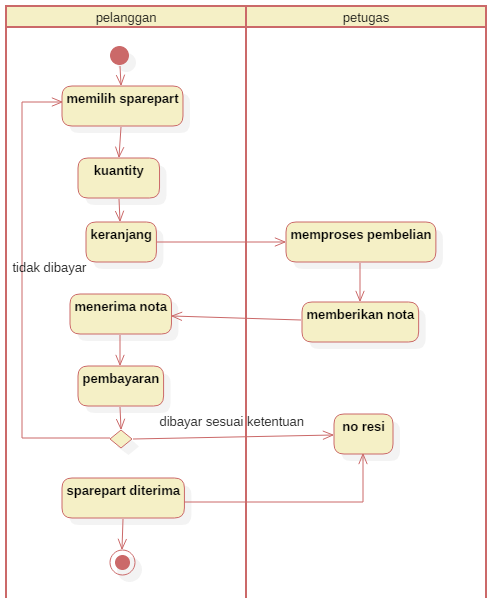 pelanggan
petugas
memilih sparepart
kuantity
keranjang
memproses pembelian
tidak dibayar
menerima nota
memberikan nota
pembayaran
dibayar sesuai ketentuan
no resi
sparepart diterima